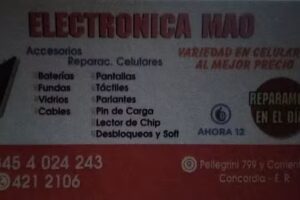 ELECTRONICA MAO
Accesorios
Reparac. Celulares
VARIEDAD EN CELULAR
AL MEJOR PRECIO
Baterías
Fundas
Vidrios
Cables
Pantallas
Táctiles
Parlantes
Pin de Carga
Lector de Chip
Desbloqueos y Soft
AHORA 12
REPARAMO
EN EL DÍ
345 4 024 243
421 2106
Pellegrini 799 y Corrien
Concordia - E. R.